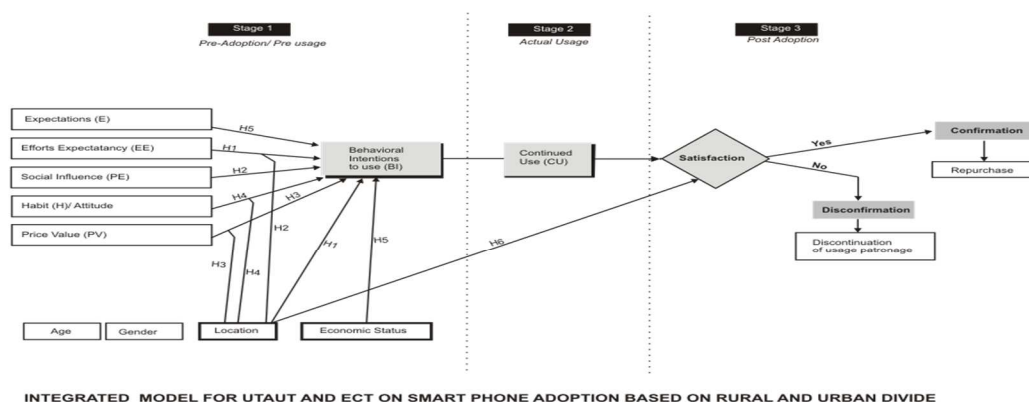 Stage 1
Pre-Adoption/ Pre usage
Stage 2
Actual Usage
Stage 3
Post Adoption
Expectations (E)
Efforts Expectatancy (EE)
Social Influence (PE)
Habit (H)/ Attitude
Price Value (PV)
H5
H1
H2
H4
H3
H3
H4
H2
H1
H5
H6
Behavioral
Intentions
to use (BI)
Continued
Use (CU)
Satisfaction
Yes
No
Confirmation
Repurchase
Disconfirmation
Discontinuation
of usage patronage
Age
Gender
Location
Economic Status
INTEGRATED MODEL FOR UTAUT AND ECT ON SMART PHONE ADOPTION BASED ON RURAL AND URBAN DIVIDE